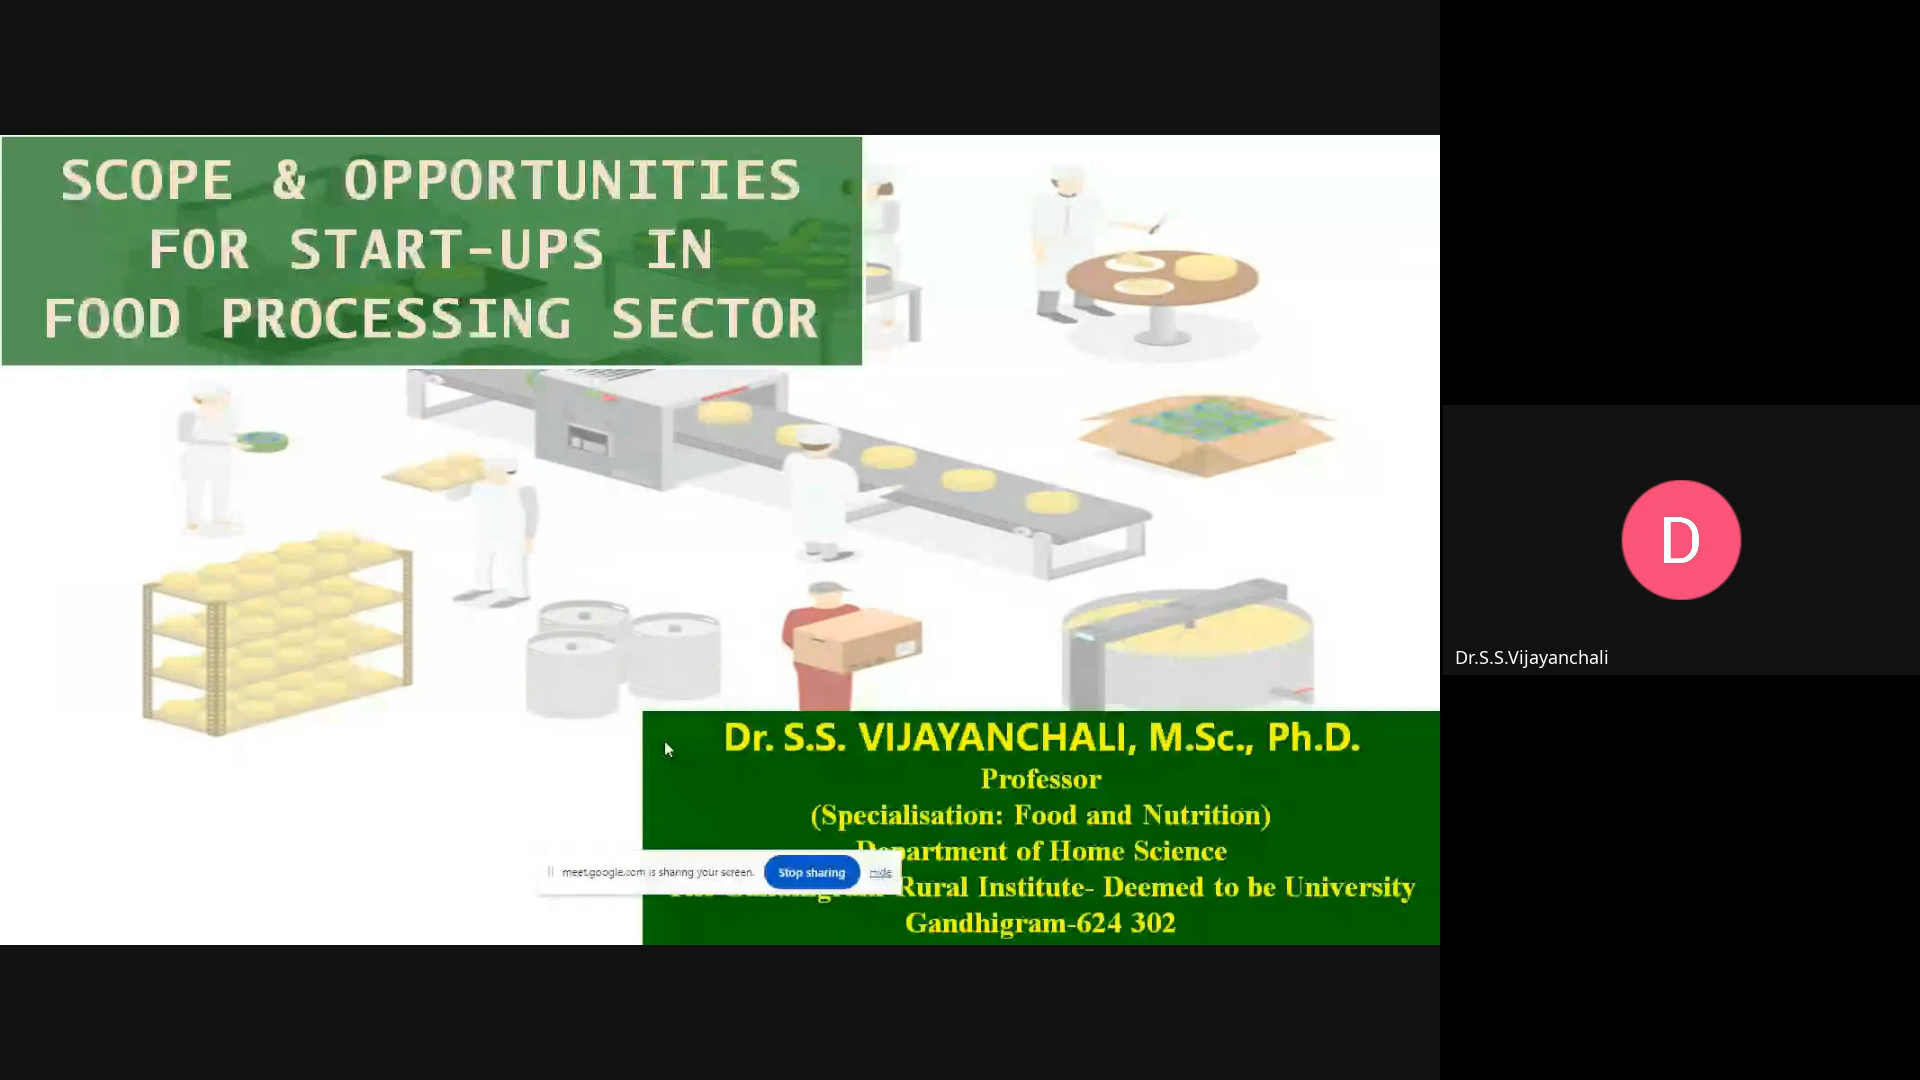 SCOPE & OPPORTUNITIES
FOR START-UPS IN
FOOD PROCESSING SECTOR
Dr. S.S. VIJAYANCHALI, M.Sc., Ph.D.
Professor
(Specialisation: Food and Nutrition)
Department of Home Science
Rural Institute- Deemed to be University
Gandhigram-624 302
meet.google.com is sharing your screen.
Stop sharing
Hide
D
Dr.S.S.Vijayanchali